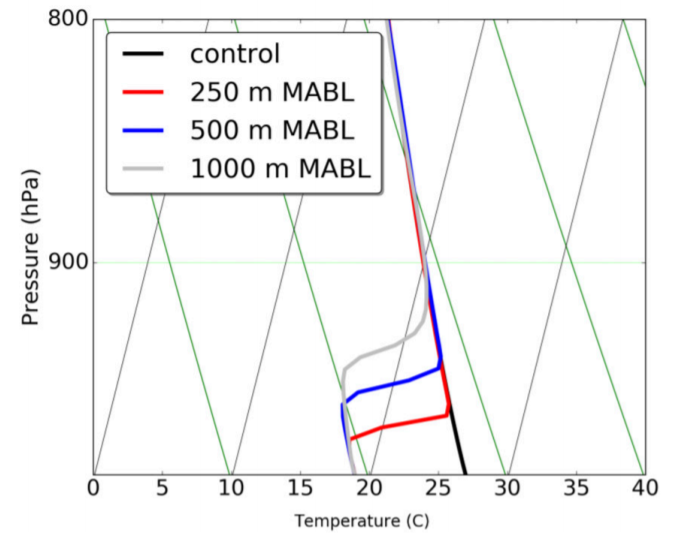 800
control
250 m MABL
500 m MABL
1000 m MABL
Pressure (hPa)
900
0 5 10 15 20 25 30 35 40
Temperature (C)